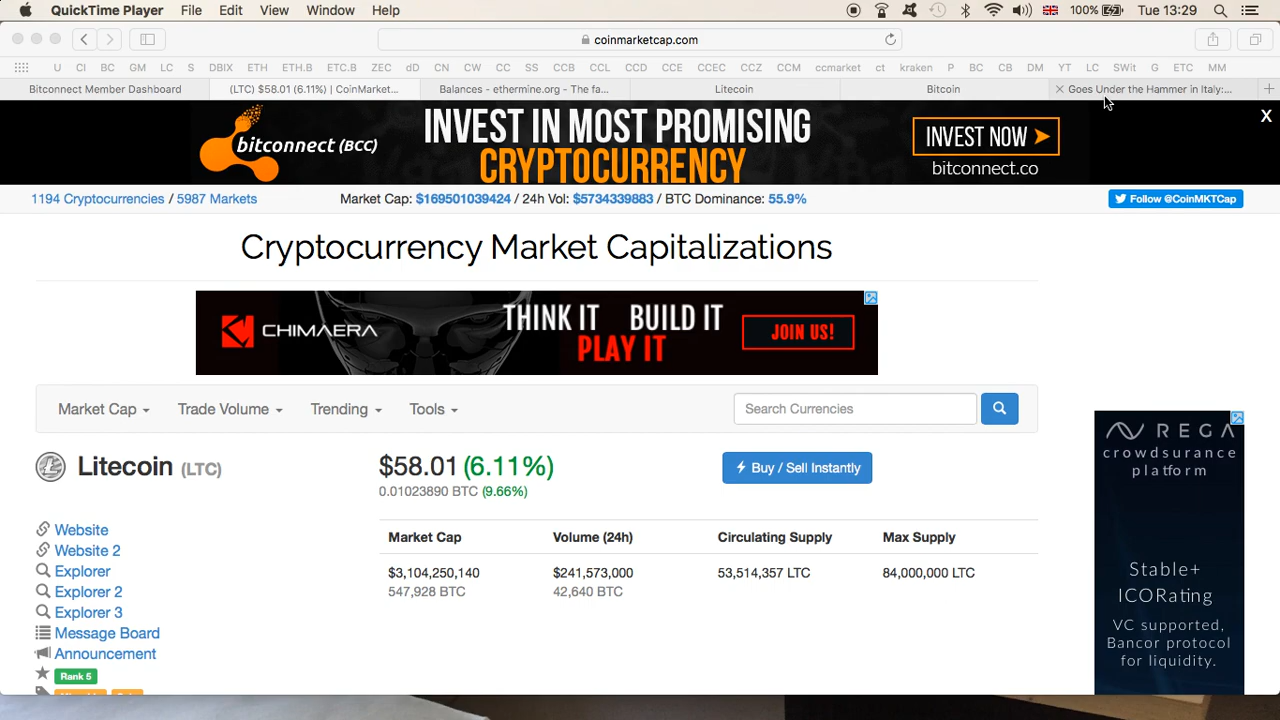 QuickTime Player File Edit View Window Help 100% Tue 13:29
coinmarketcap.com
U CI BC GM LC S DBIX ETH ETH.B ETC.B ZEC dD CN CW CC SS CCB CCL CCD CCE CCEC CCZ CCM ccmarket ct kraken P BC CB DM YT LC SWit G ETC MM
Bitconnect Member Dashboard (LTC) $58.01 (6.11%) | CoinMarket... Balances - ethermine.org - The fa... Litecoin Bitcoin Goes Under the Hammer in Italy:...
bitconnect (BCC) INVEST IN MOST PROMISING CRYPTOCURRENCY INVEST NOW bitconnect.co X
1194 Cryptocurrencies / 5987 Markets Market Cap: $169501039424 / 24h Vol: $5734339883 / BTC Dominance: 55.9% Follow @CoinMKTCap
Cryptocurrency Market Capitalizations
CHIMAERA THINK IT BUILD IT PLAY IT JOIN US!
Market Cap Trade Volume Trending Tools Search Currencies
Litecoin (LTC) $58.01 (6.11%) Buy / Sell Instantly
0.01023890 BTC (9.66%)
Market Cap Volume (24h) Circulating Supply Max Supply
$3,104,250,140 $241,573,000 53,514,357 LTC 84,000,000 LTC
547,928 BTC 42,640 BTC
Website
Website 2
Explorer
Explorer 2
Explorer 3
Message Board
Announcement
Rank 5
REGA
crowdsurance
platform
Stable+
ICORating
VC supported,
Bancor protocol
for liquidity.